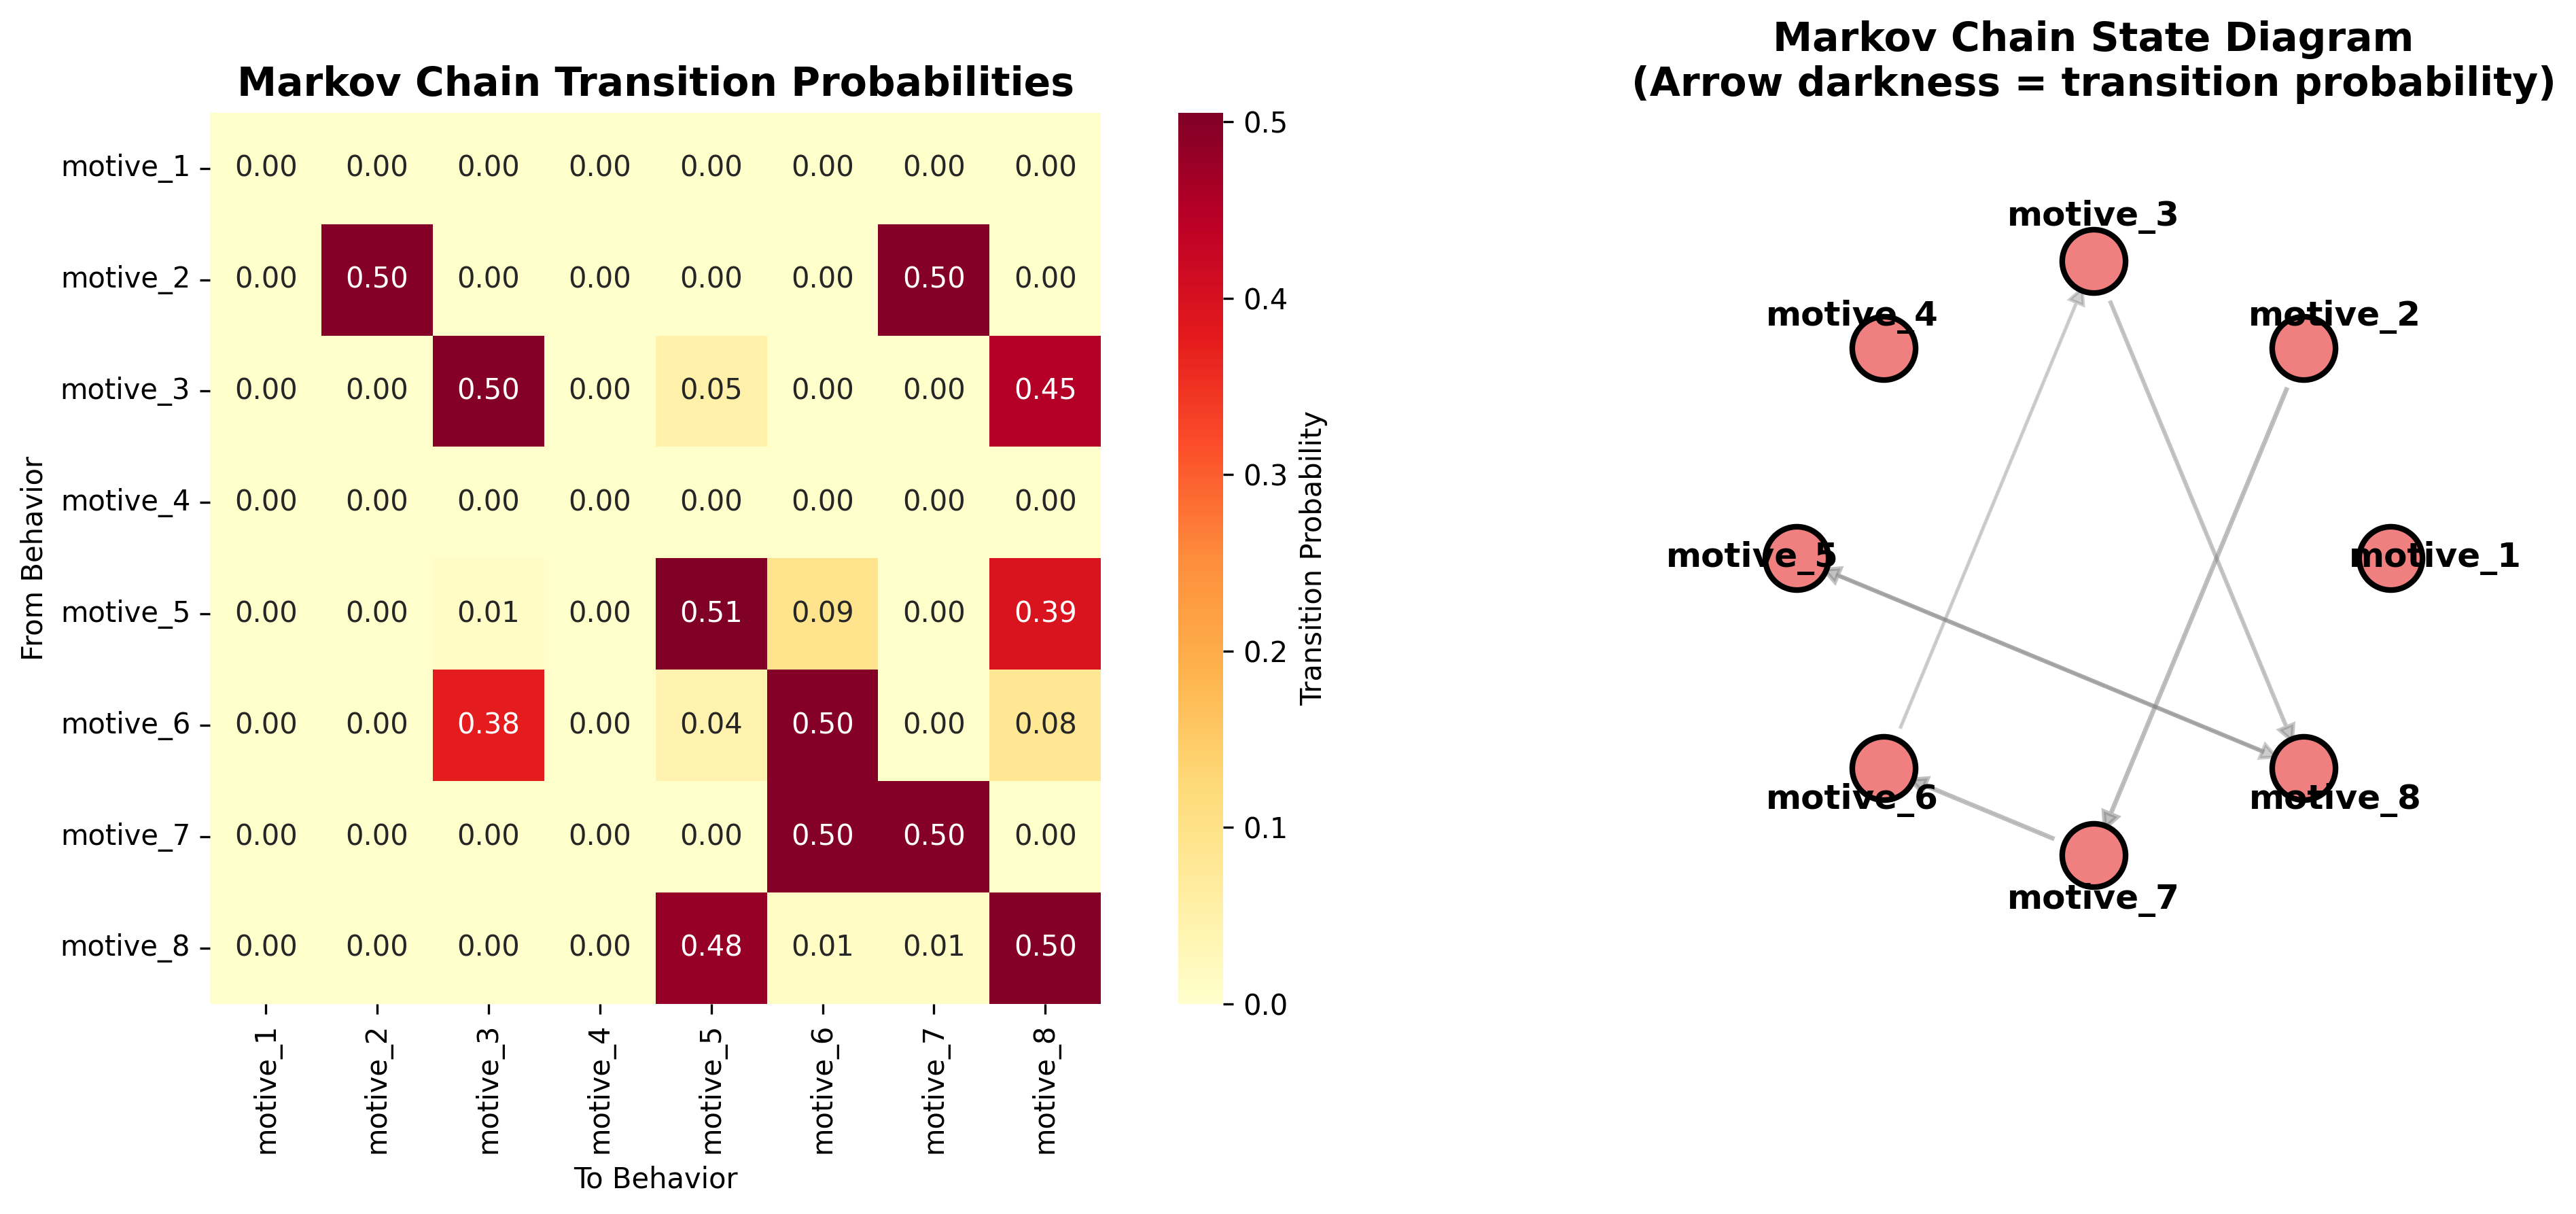 Markov Chain Transition Probabilities
From Behavior
motive_1 0.00 0.00 0.00 0.00 0.00 0.00 0.00 0.00
motive_2 0.00 0.50 0.00 0.00 0.00 0.00 0.50 0.00
motive_3 0.00 0.00 0.50 0.00 0.05 0.00 0.00 0.45
motive_4 0.00 0.00 0.00 0.00 0.00 0.00 0.00 0.00
motive_5 0.00 0.00 0.01 0.00 0.51 0.09 0.00 0.39
motive_6 0.00 0.00 0.38 0.00 0.04 0.50 0.00 0.08
motive_7 0.00 0.00 0.00 0.00 0.00 0.50 0.50 0.00
motive_8 0.00 0.00 0.00 0.00 0.48 0.01 0.01 0.50
motive_1 motive_2 motive_3 motive_4 motive_5 motive_6 motive_7 motive_8
To Behavior
0.5
0.4
0.3
0.2
0.1
0.0
Transition Probability
Markov Chain State Diagram
(Arrow darkness = transition probability)
motive_3
motive_4 motive_2
motive_5 motive_1
motive_6 motive_8
motive_7